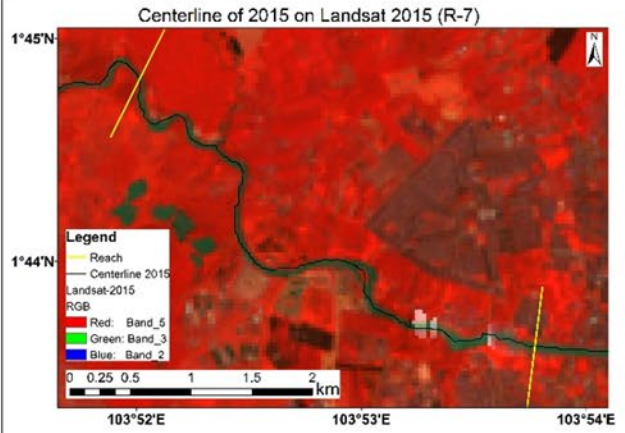 Centerline of 2015 on Landsat 2015 (R-7)
1°45'N
N
Legend
Reach
Centerline 2015
Landsat-2015
RGB
Red: Band_5
Green: Band_3
Blue: Band_2
1°44'N
0 0.25 0.5 1 1.5 2
km
103°52'E 103°53'E 103°54'E